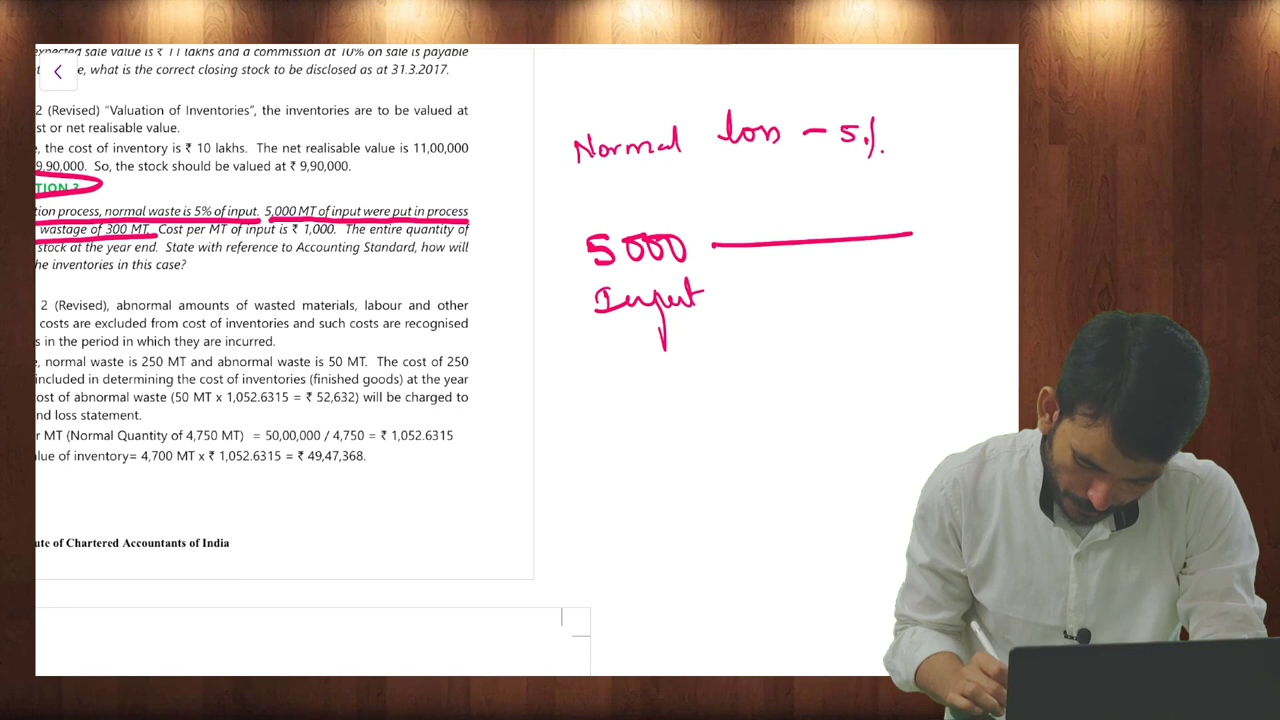 expected sale value is ₹ 11 lakhs and a commission at 10% on sale is payable
e, what is the correct closing stock to be disclosed as at 31.3.2017.
2 (Revised) "Valuation of Inventories", the inventories are to be valued at
st or net realisable value.
, the cost of inventory is ₹ 10 lakhs. The net realisable value is 11,00,000
9,90,000. So, the stock should be valued at ₹ 9,90,000.
TION 3
tion process, normal waste is 5% of input. 5,000 MT of input were put in process
wastage of 300 MT. Cost per MT of input is ₹ 1,000. The entire quantity of
stock at the year end. State with reference to Accounting Standard, how will
he inventories in this case?
2 (Revised), abnormal amounts of wasted materials, labour and other
costs are excluded from cost of inventories and such costs are recognised
s in the period in which they are incurred.
e, normal waste is 250 MT and abnormal waste is 50 MT. The cost of 250
included in determining the cost of inventories (finished goods) at the year
ost of abnormal waste (50 MT x 1,052.6315 = ₹ 52,632) will be charged to
nd loss statement.
r MT (Normal Quantity of 4,750 MT) = 50,00,000 / 4,750 = ₹ 1,052.6315
lue of inventory= 4,700 MT x ₹ 1,052.6315 = ₹ 49,47,368.
ute of Chartered Accountants of India
Normal loss – 5%.
5000
Input